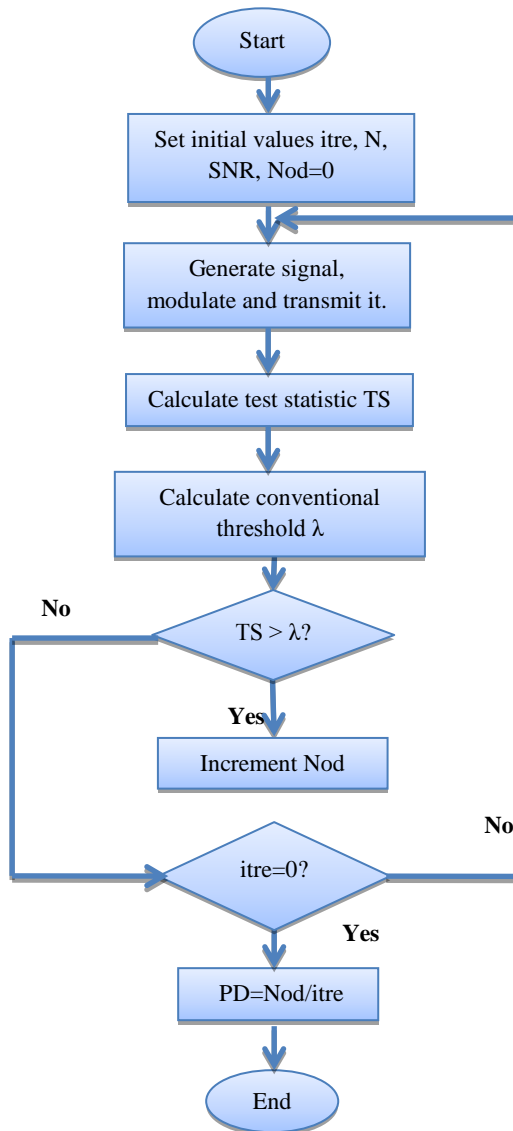 Start
Set initial values itre, N,
SNR, Nod=0
Generate signal,
modulate and transmit it.
Calculate test statistic TS
Calculate conventional
threshold λ
No
TS > λ?
Yes
Increment Nod
No
itre=0?
Yes
PD=Nod/itre
End